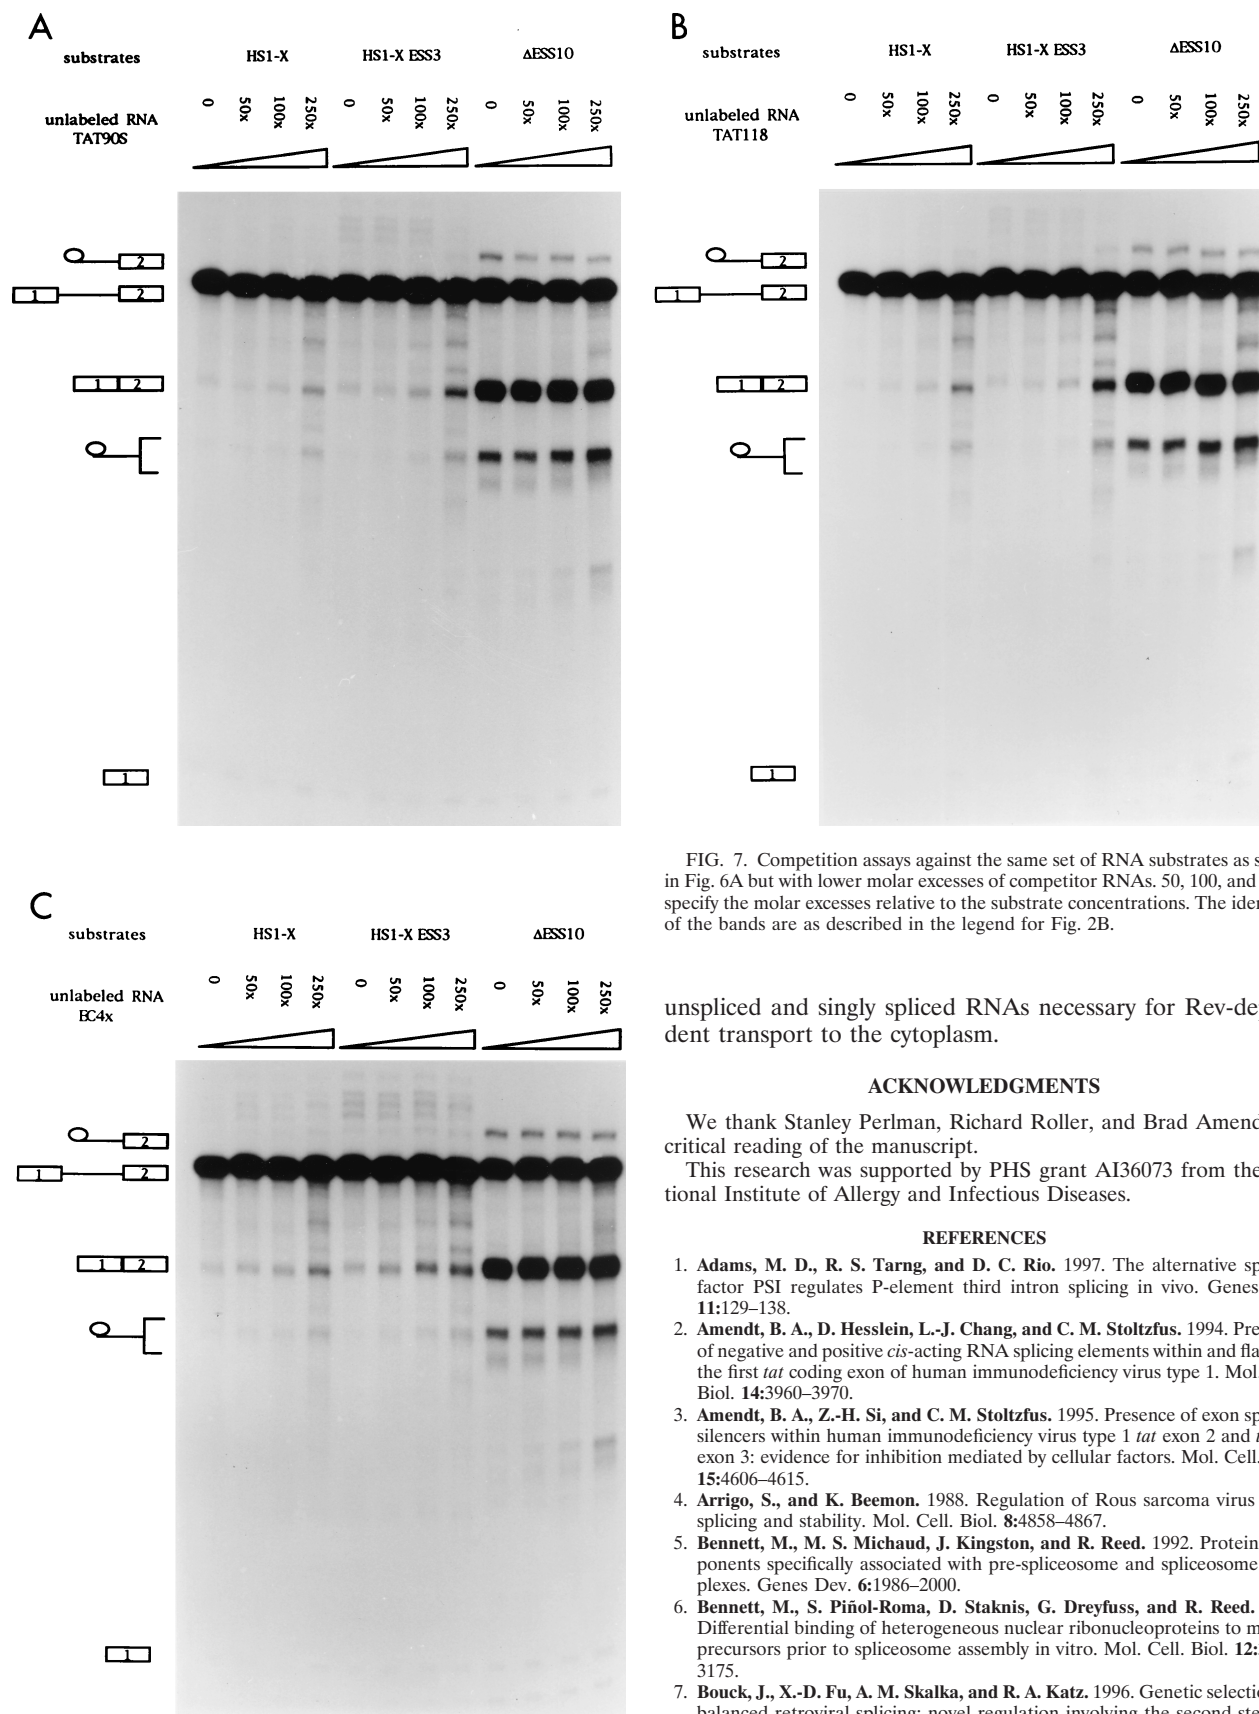 A
substrates HS1-X HS1-X ESS3 ΔESS10
unlabeled RNA TAT90S
0 50x 100x 250x 0 50x 100x 250x 0 50x 100x 250x
2
1 2
1 2
1
B
substrates HS1-X HS1-X ESS3 ΔESS10
unlabeled RNA TAT118
0 50x 100x 250x 0 50x 100x 250x 0 50x 100x 250x
2
1 2
1 2
1
FIG. 7. Competition assays against the same set of RNA substrates as s
in Fig. 6A but with lower molar excesses of competitor RNAs. 50, 100, and
specify the molar excesses relative to the substrate concentrations. The iden
of the bands are as described in the legend for Fig. 2B.
C
substrates HS1-X HS1-X ESS3 ΔESS10
unlabeled RNA EC4x
0 50x 100x 250x 0 50x 100x 250x 0 50x 100x 250x
2
1 2
1 2
1
unspliced and singly spliced RNAs necessary for Rev-de
dent transport to the cytoplasm.
ACKNOWLEDGMENTS
We thank Stanley Perlman, Richard Roller, and Brad Amend
critical reading of the manuscript.
This research was supported by PHS grant AI36073 from the
tional Institute of Allergy and Infectious Diseases.
REFERENCES
1. Adams, M. D., R. S. Tarng, and D. C. Rio. 1997. The alternative sp
factor PSI regulates P-element third intron splicing in vivo. Genes
11:129–138.
2. Amendt, B. A., D. Hesslein, L.-J. Chang, and C. M. Stoltzfus. 1994. Pre
of negative and positive cis-acting RNA splicing elements within and fla
the first tat coding exon of human immunodeficiency virus type 1. Mol.
Biol. 14:3960–3970.
3. Amendt, B. A., Z.-H. Si, and C. M. Stoltzfus. 1995. Presence of exon sp
silencers within human immunodeficiency virus type 1 tat exon 2 and t
exon 3: evidence for inhibition mediated by cellular factors. Mol. Cell.
15:4606–4615.
4. Arrigo, S., and K. Beemon. 1988. Regulation of Rous sarcoma virus
splicing and stability. Mol. Cell. Biol. 8:4858–4867.
5. Bennett, M., M. S. Michaud, J. Kingston, and R. Reed. 1992. Protein
ponents specifically associated with pre-spliceosome and spliceosome
plexes. Genes Dev. 6:1986–2000.
6. Bennett, M., S. Piñol-Roma, D. Staknis, G. Dreyfuss, and R. Reed.
Differential binding of heterogeneous nuclear ribonucleoproteins to m
precursors prior to spliceosome assembly in vitro. Mol. Cell. Biol. 12:
3175.
7. Bouck, J., X.-D. Fu, A. M. Skalka, and R. A. Katz. 1996. Genetic selectio
balanced retroviral splicing: novel regulation involving the second ste